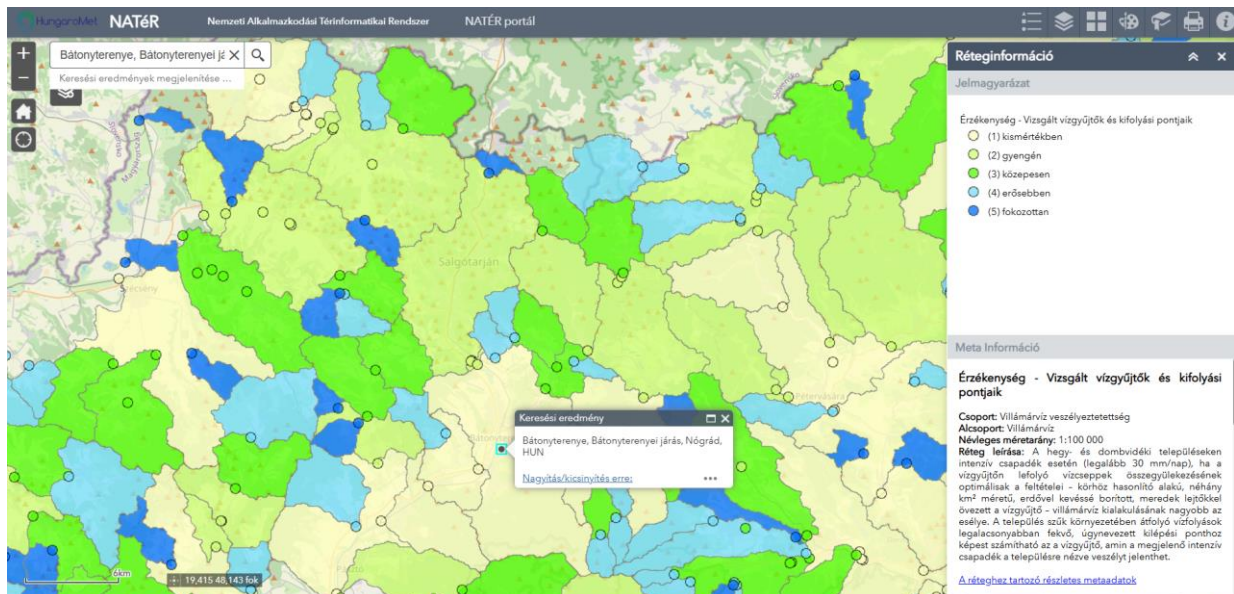 HungaroMet NATéR Nemzeti Alkalmazkodási Térinformatikai Rendszer NATÉR portál
+
Bátonyterenye, Bátonyterenyei já
−
Keresési eredmények megjelenítése ...
Réteginformáció
Jelmagyarázat
Érzékenység - Vizsgált vízgyűjtők és kifolyási pontjaik
(1) kismértékben
(2) gyengén
(3) közepesen
(4) erősebben
(5) fokozottan
Magyarország
Salgótarján
Szécseny
Pétervására
Keresési eredmény
Bátonyterenye, Bátonyterenyei járás, Nógrád,
HUN
Nagyítás/kicsinyítés erre:
•••
Pásztó
6km
19,415 48,143 fok
Meta Információ
Érzékenység - Vizsgált vízgyűjtők és kifolyási
pontjaik
Csoport: Villámárvíz veszélyeztetettség
Alcsoport: Villámárvíz
Névleges méretarány: 1:100 000
Réteg leírása: A hegy- és dombvidéki településeken
intenzív csapadék esetén (legalább 30 mm/nap), ha a
vízgyűjtőn lefolyó vízcseppek összegyülekezésének
optimálisak a feltételei – körhöz hasonlító alakú, néhány
km² méretű, erdővel kevéssé borított, meredek lejtőkkel
övezett a vízgyűjtő – villámárvíz kialakulásának nagyobb az
esélye. A település szűk környezetében átfolyó vízfolyások
legalacsonyabban fekvő, úgynevezett kilépési ponthoz
képest számítható az a vízgyűjtő, amin a megjelenő intenzív
csapadék a településre nézve veszélyt jelenthet.
A réteghez tartozó részletes metaadatok